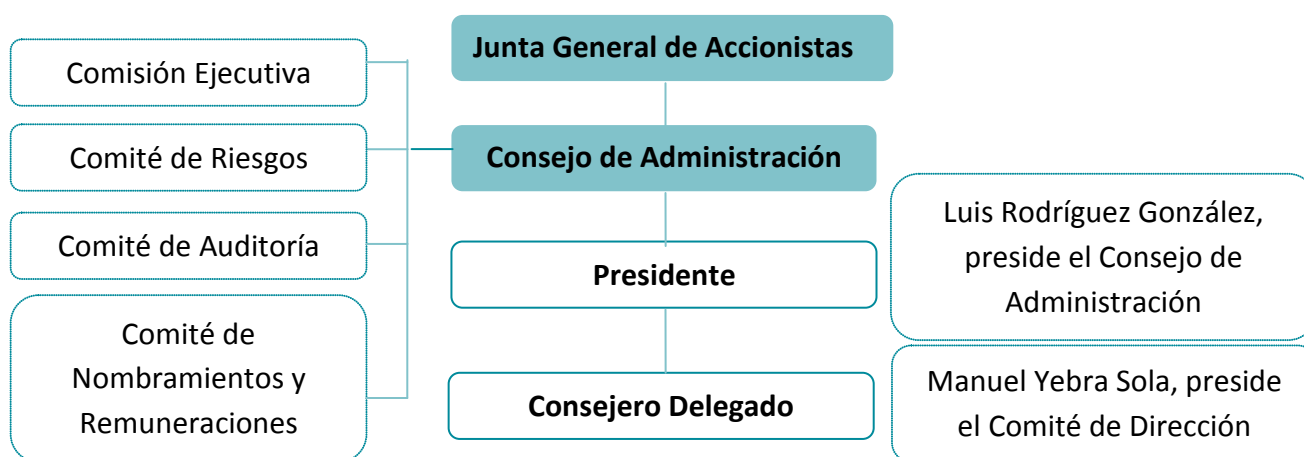 Junta General de Accionistas
Comisión Ejecutiva
Comité de Riesgos
Consejo de Administración
Comité de Auditoría
Comité de
Nombramientos y
Remuneraciones
Presidente
Luis Rodríguez González,
preside el Consejo de
Administración
Consejero Delegado
Manuel Yebra Sola, preside
el Comité de Dirección